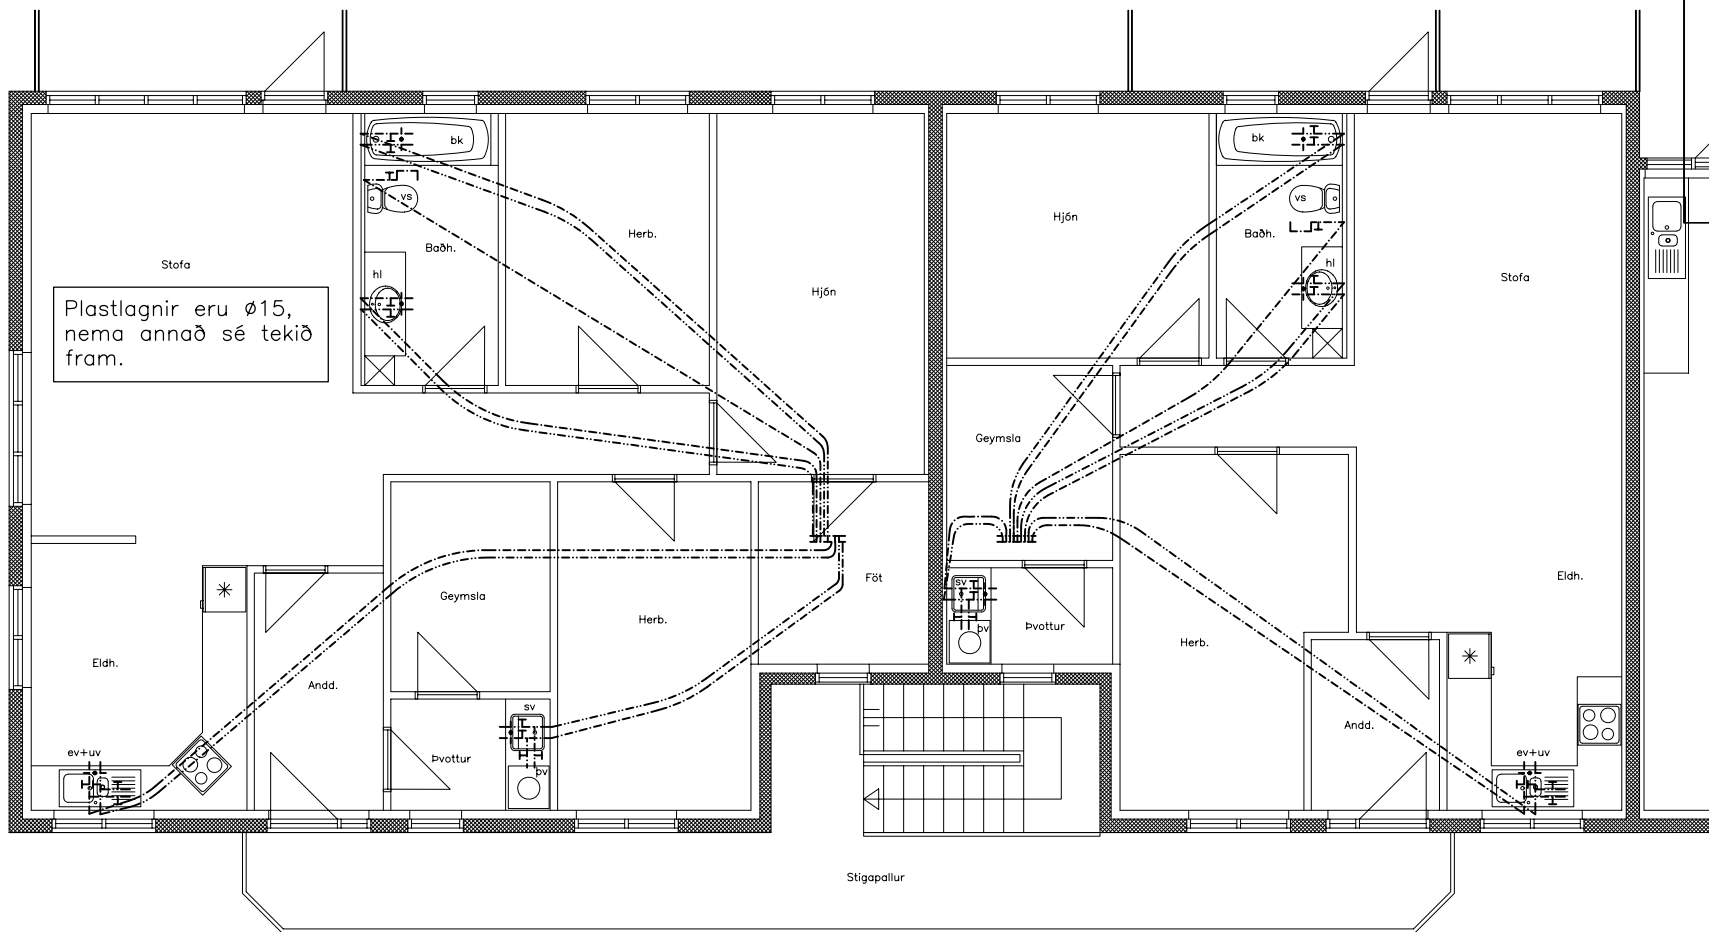 bk
bk
vs
vs
Hjón
Herb.
Baðh.
Baðh.
Stofa
hl
hl
Stofa
Hjón
Plastlagnir eru Ø15,
nema annað sé tekið
fram.
Geymsla
Föt
Eldh.
sv
Geymsla
Herb.
Þvottur
þv
Herb.
Eldh.
Andd.
sv
Andd.
ev+uv
ev+uv
Þvottur
þv
Stigapallur